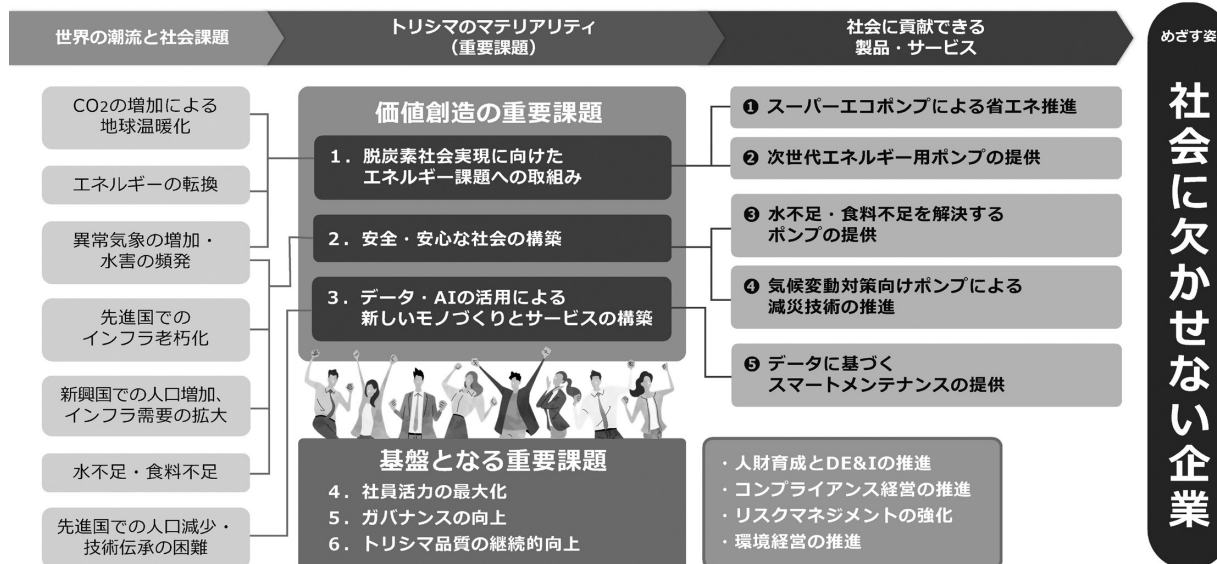 世界の潮流と社会課題
トリシマのマテリアリティ
（重要課題）
社会に貢献できる
製品・サービス
CO2の増加による
地球温暖化
エネルギーの転換
異常気象の増加・
水害の頻発
先進国での
インフラ老朽化
新興国での人口増加、
インフラ需要の拡大
水不足・食料不足
先進国での人口減少・
技術伝承の困難
価値創造の重要課題
1．脱炭素社会実現に向けた
エネルギー課題への取組み
2．安全・安心な社会の構築
3．データ・AIの活用による
新しいモノづくりとサービスの構築
基盤となる重要課題
4．社員活力の最大化
5．ガバナンスの向上
6．トリシマ品質の継続的向上
❶ スーパーエコポンプによる省エネ推進
❷ 次世代エネルギー用ポンプの提供
❸ 水不足・食料不足を解決する
ポンプの提供
❹ 気候変動対策向けポンプによる
減災技術の推進
❺ データに基づく
スマートメンテナンスの提供
・人財育成とDE&Iの推進
・コンプライアンス経営の推進
・リスクマネジメントの強化
・環境経営の推進
めざす姿
社会に欠かせない企業